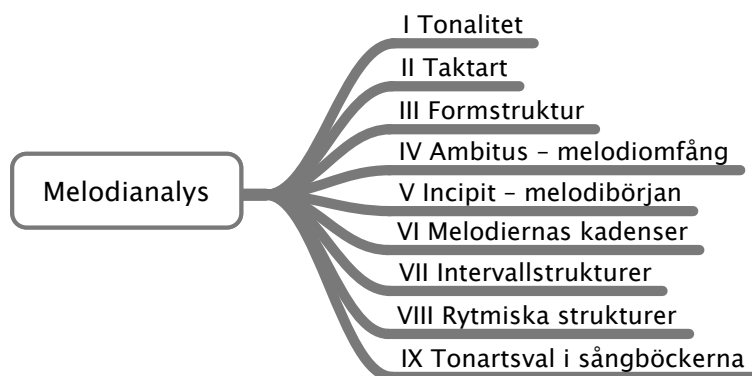 Melodianalys
I Tonalitet
II Taktart
III Formstruktur
IV Ambitus – melodiomfång
V Incipit – melodibörjan
VI Melodiernas kadenser
VII Intervallstrukturer
VIII Rytmiska strukturer
IX Tonartsval i sångböckerna